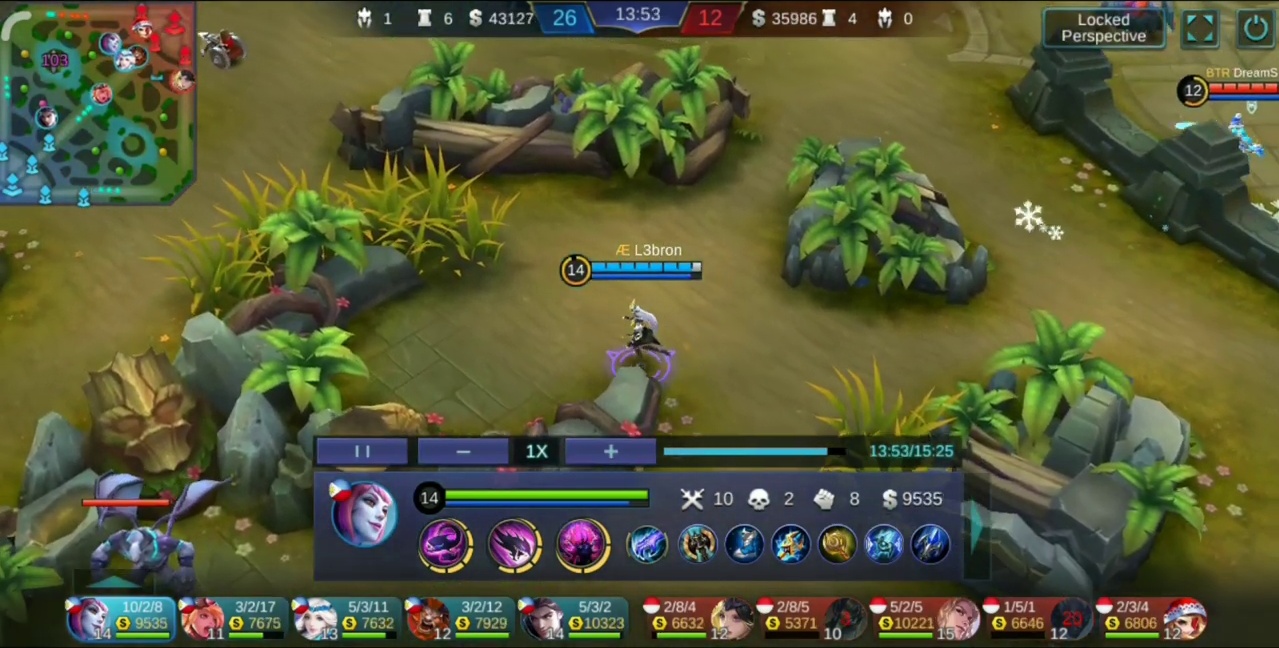 1 6 $ 43127 26 13:53 12 $ 35986 4 0
Locked
Perspective
103
BTR DreamS
12
Æ L3bron
14
1X 13:53/15:25
14 10 2 8 $ 9535
10/2/8 3/2/17 5/3/11 3/2/12 5/3/2 2/8/4 2/8/5 5/2/5 1/5/1 2/3/4
9535 7675 7632 7929 10323 6632 5371 10221 6646 6806
14 11 13 12 14 12 10 15 12 12